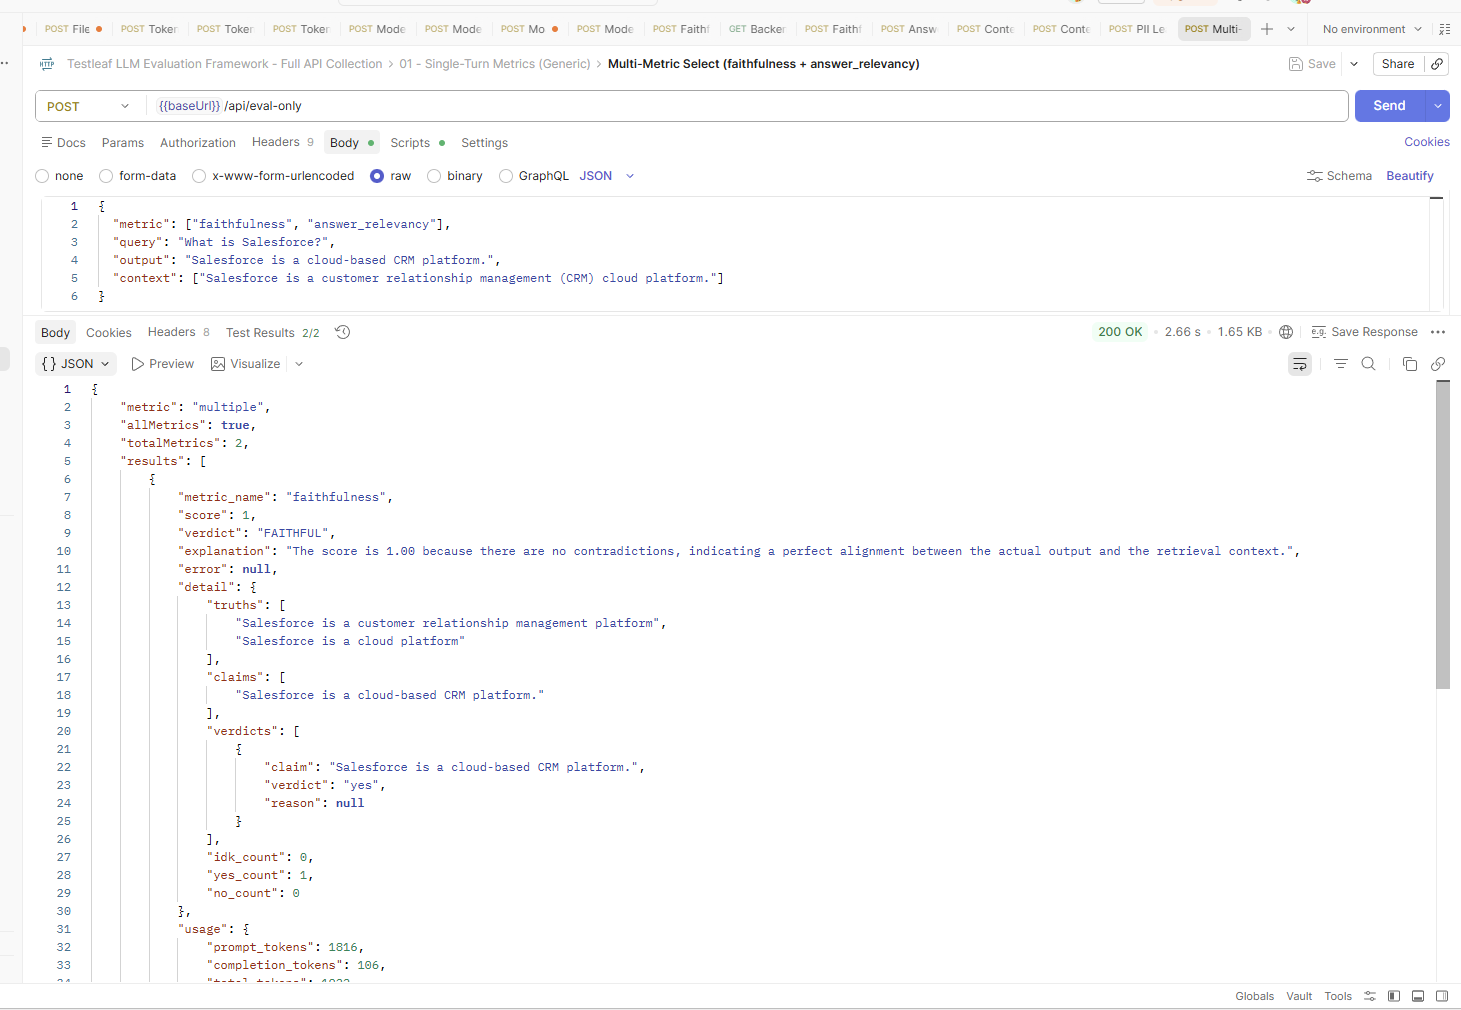 POST File POST Token POST Token POST Token POST Mode POST Mode POST Mo POST Mode POST Faithf GET Backen POST Faithf POST Answ POST Conte POST Conte POST PII Le POST Multi- No environment
Testleaf LLM Evaluation Framework - Full API Collection > 01 - Single-Turn Metrics (Generic) > Multi-Metric Select (faithfulness + answer_relevancy) Save Share
POST {{baseUrl}} /api/eval-only Send
Docs Params Authorization Headers 9 Body Scripts Settings Cookies
none form-data x-www-form-urlencoded raw binary GraphQL JSON Schema Beautify
1 {
2 "metric": ["faithfulness", "answer_relevancy"],
3 "query": "What is Salesforce?",
4 "output": "Salesforce is a cloud-based CRM platform.",
5 "context": ["Salesforce is a customer relationship management (CRM) cloud platform."]
6 }
Body Cookies Headers 8 Test Results 2/2 200 OK • 2.66 s • 1.65 KB • e.g. Save Response
{} JSON Preview Visualize
1 {
2 "metric": "multiple",
3 "allMetrics": true,
4 "totalMetrics": 2,
5 "results": [
6 {
7 "metric_name": "faithfulness",
8 "score": 1,
9 "verdict": "FAITHFUL",
10 "explanation": "The score is 1.00 because there are no contradictions, indicating a perfect alignment between the actual output and the retrieval context.",
11 "error": null,
12 "detail": {
13 "truths": [
14 "Salesforce is a customer relationship management platform",
15 "Salesforce is a cloud platform"
16 ],
17 "claims": [
18 "Salesforce is a cloud-based CRM platform."
19 ],
20 "verdicts": [
21 {
22 "claim": "Salesforce is a cloud-based CRM platform.",
23 "verdict": "yes",
24 "reason": null
25 }
26 ],
27 "idk_count": 0,
28 "yes_count": 1,
29 "no_count": 0
30 },
31 "usage": {
32 "prompt_tokens": 1816,
33 "completion_tokens": 106,
Globals Vault Tools